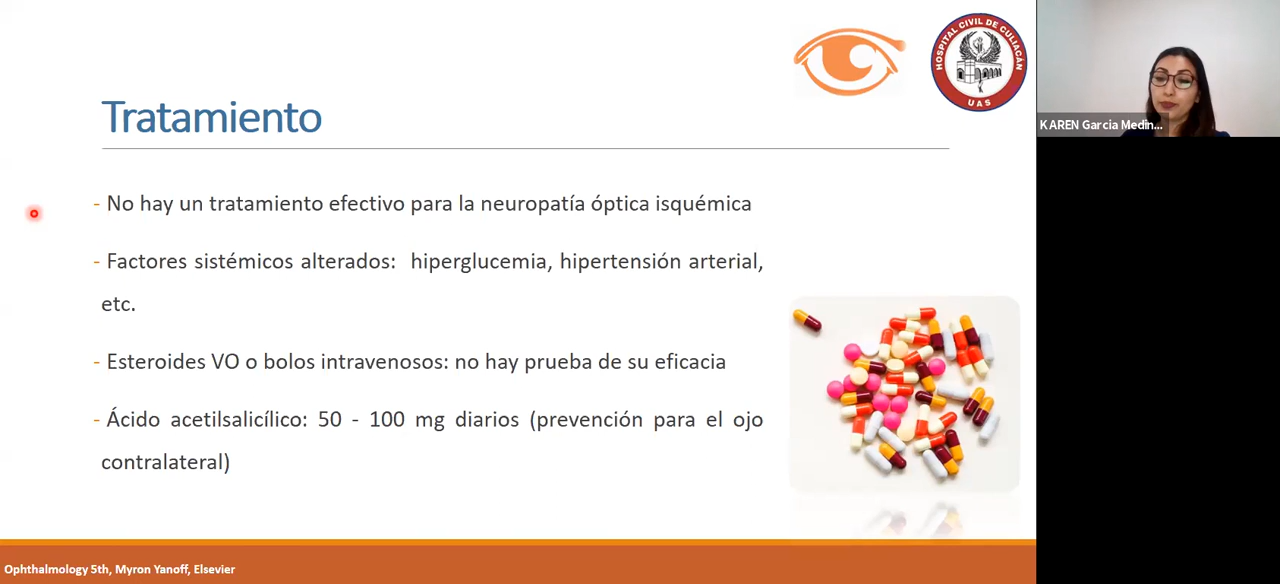 HOSPITAL CIVIL DE CULIACÁN
UAS
KAREN Garcia Medin...
Tratamiento
- No hay un tratamiento efectivo para la neuropatía óptica isquémica
- Factores sistémicos alterados: hiperglucemia, hipertensión arterial,
etc.
- Esteroides VO o bolos intravenosos: no hay prueba de su eficacia
- Ácido acetilsalicílico: 50 - 100 mg diarios (prevención para el ojo
contralateral)
Ophthalmology 5th, Myron Yanoff, Elsevier